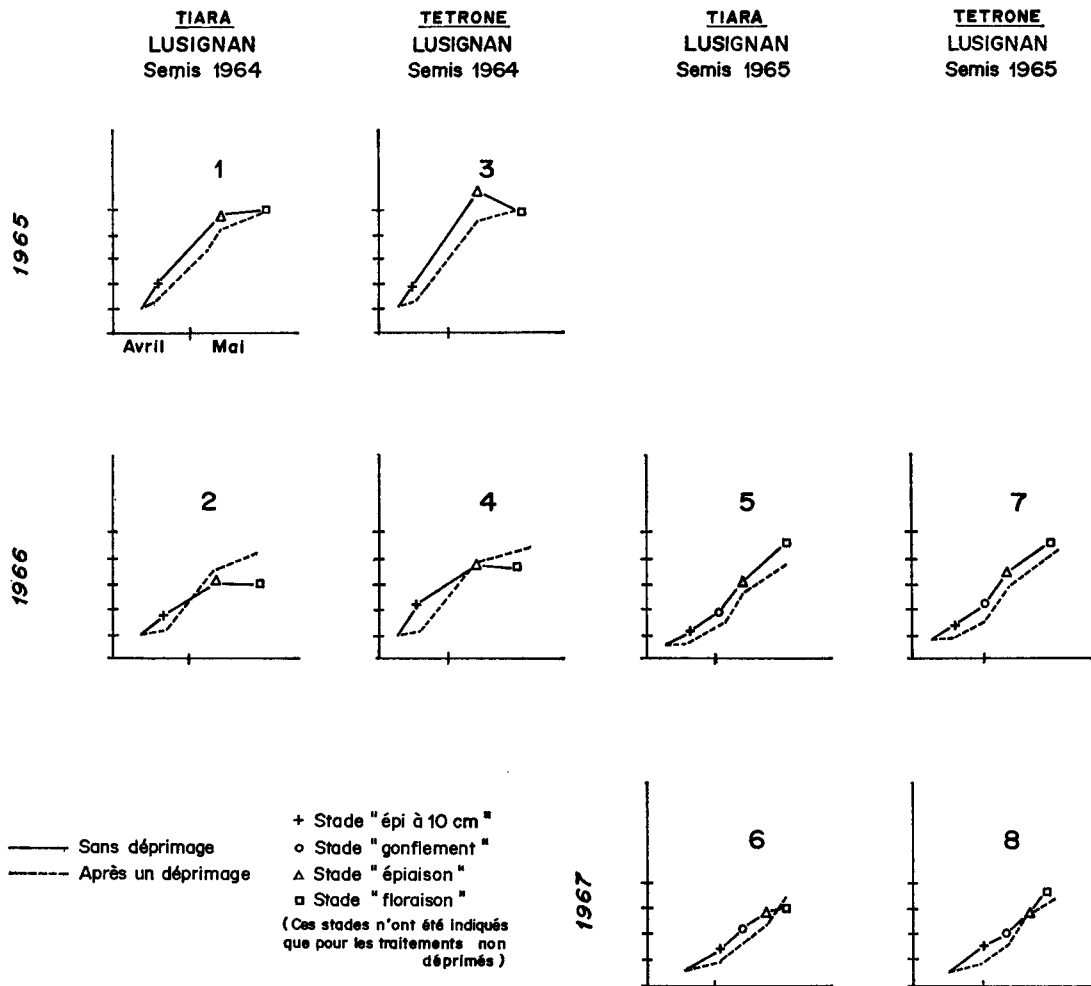 TIARA
LUSIGNAN
Semis 1964
TETRONE
LUSIGNAN
Semis 1964
TIARA
LUSIGNAN
Semis 1965
TETRONE
LUSIGNAN
Semis 1965
1965
1
3
Avril Mai
1966
2
4
5
7
1967
6
8
Sans déprimage
Après un déprimage
+ Stade "épi à 10 cm"
○ Stade "gonflement"
△ Stade "épiaison"
□ Stade "floraison"
(Ces stades n'ont été indiqués
que pour les traitements non
déprimés)